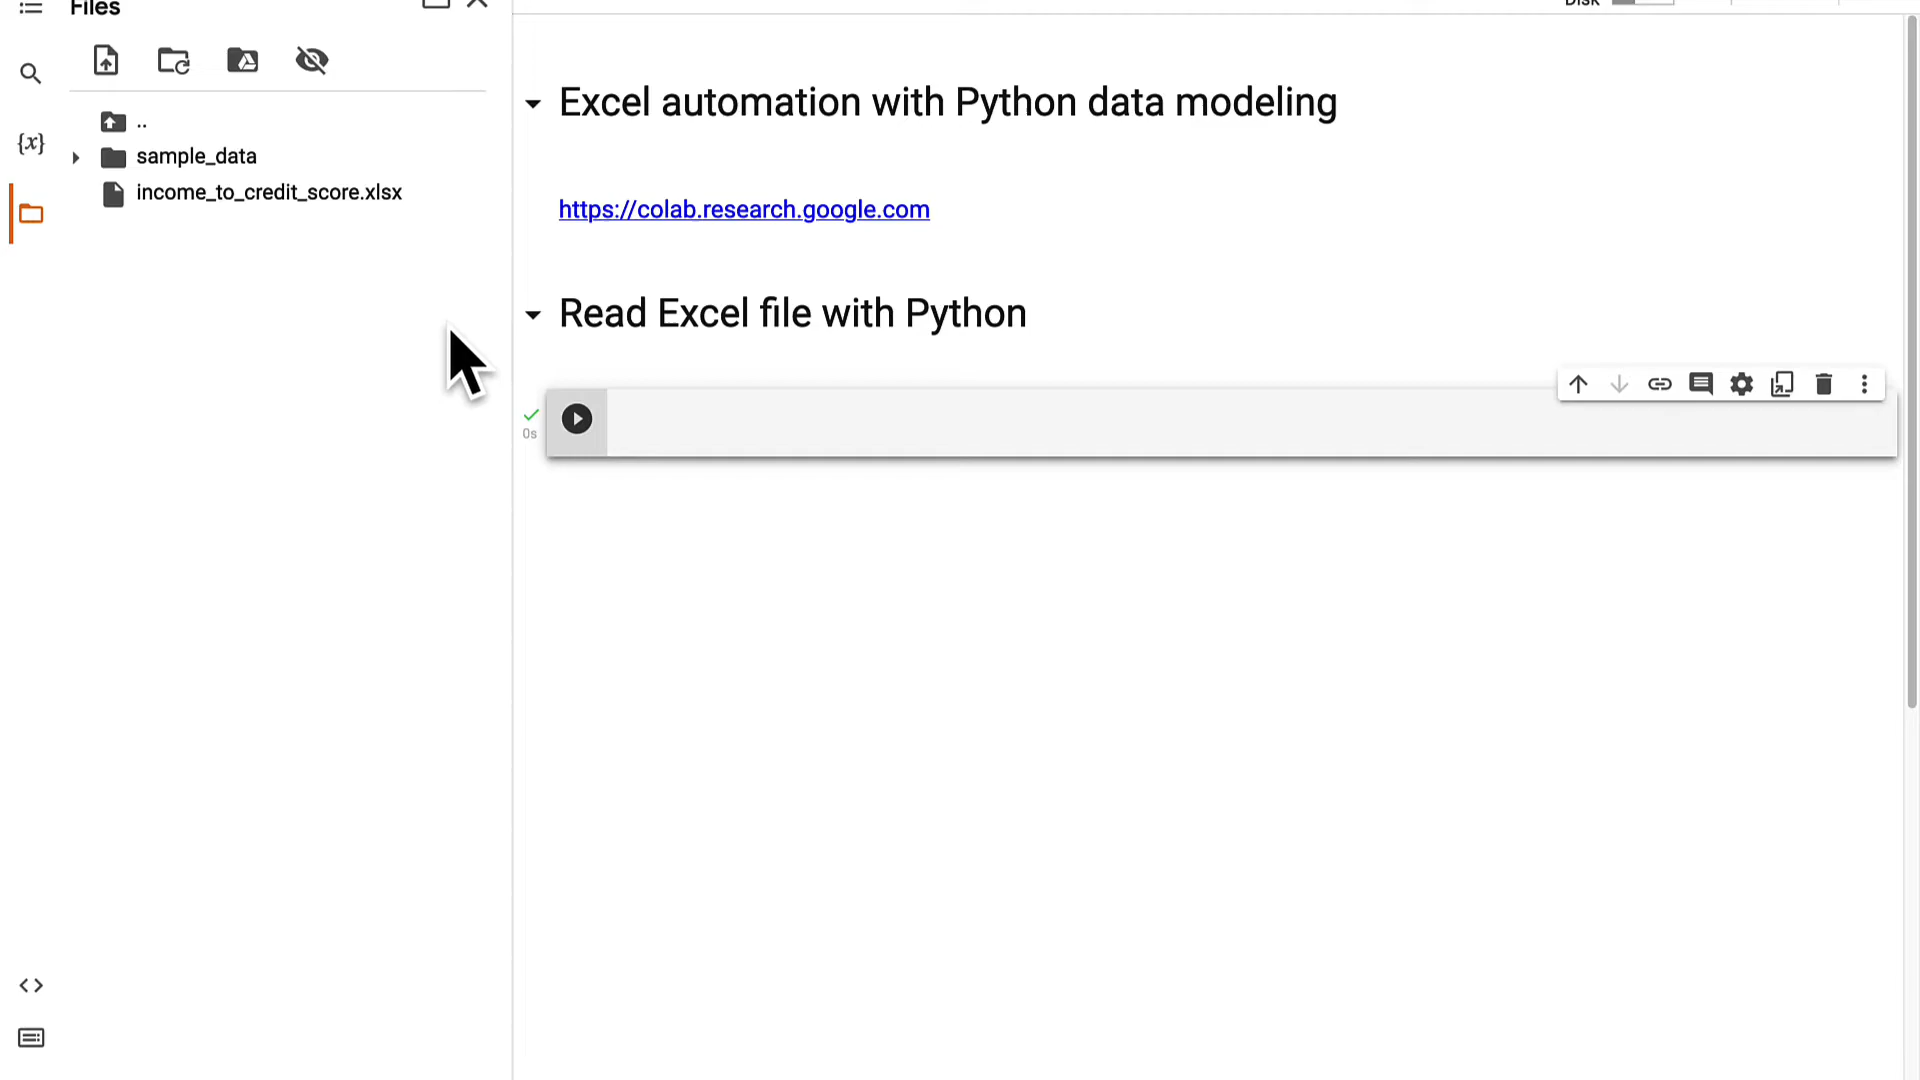 Files
Disk
..
sample_data
income_to_credit_score.xlsx
{x}
Excel automation with Python data modeling
https://colab.research.google.com
Read Excel file with Python
0s